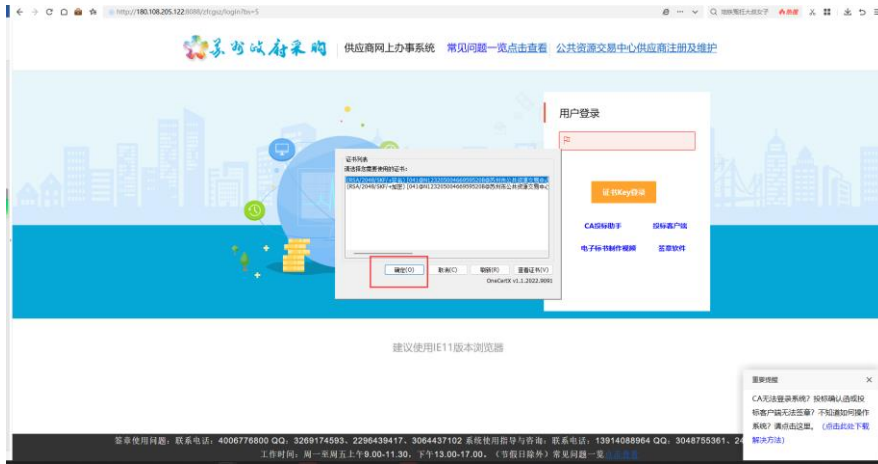 http://180.108.205.122:8088/zfcgxz/login?bs=5
苏州政府采购
供应商网上办事系统 常见问题一览点击查看 公共资源交易中心供应商注册及维护
用户登录
证书列表
请选择您需要使用的证书:
确定(O) 取消(C) 刷新(R) 查看证书(V)
OneCertX v1.1.2022.9091
证书Key登录
CA投标助手 投标客户端
电子标书制作视频 签章软件
建议使用IE11版本浏览器
重要提醒 X
CA无法登录系统?投标确认函或投
标客户端无法签章?不知道如何操作
系统?请点击这里。(点击此处下载
解决方法)
签章使用问题:联系电话:4006776800 QQ:3269174593、2296439417、3064437102 系统使用指导与咨询:联系电话:13914088964 QQ:3048755361、24
工作时间:周一至周五上午9.00-11.30,下午13.00-17.00,(节假日除外)常见问题一览点击查看